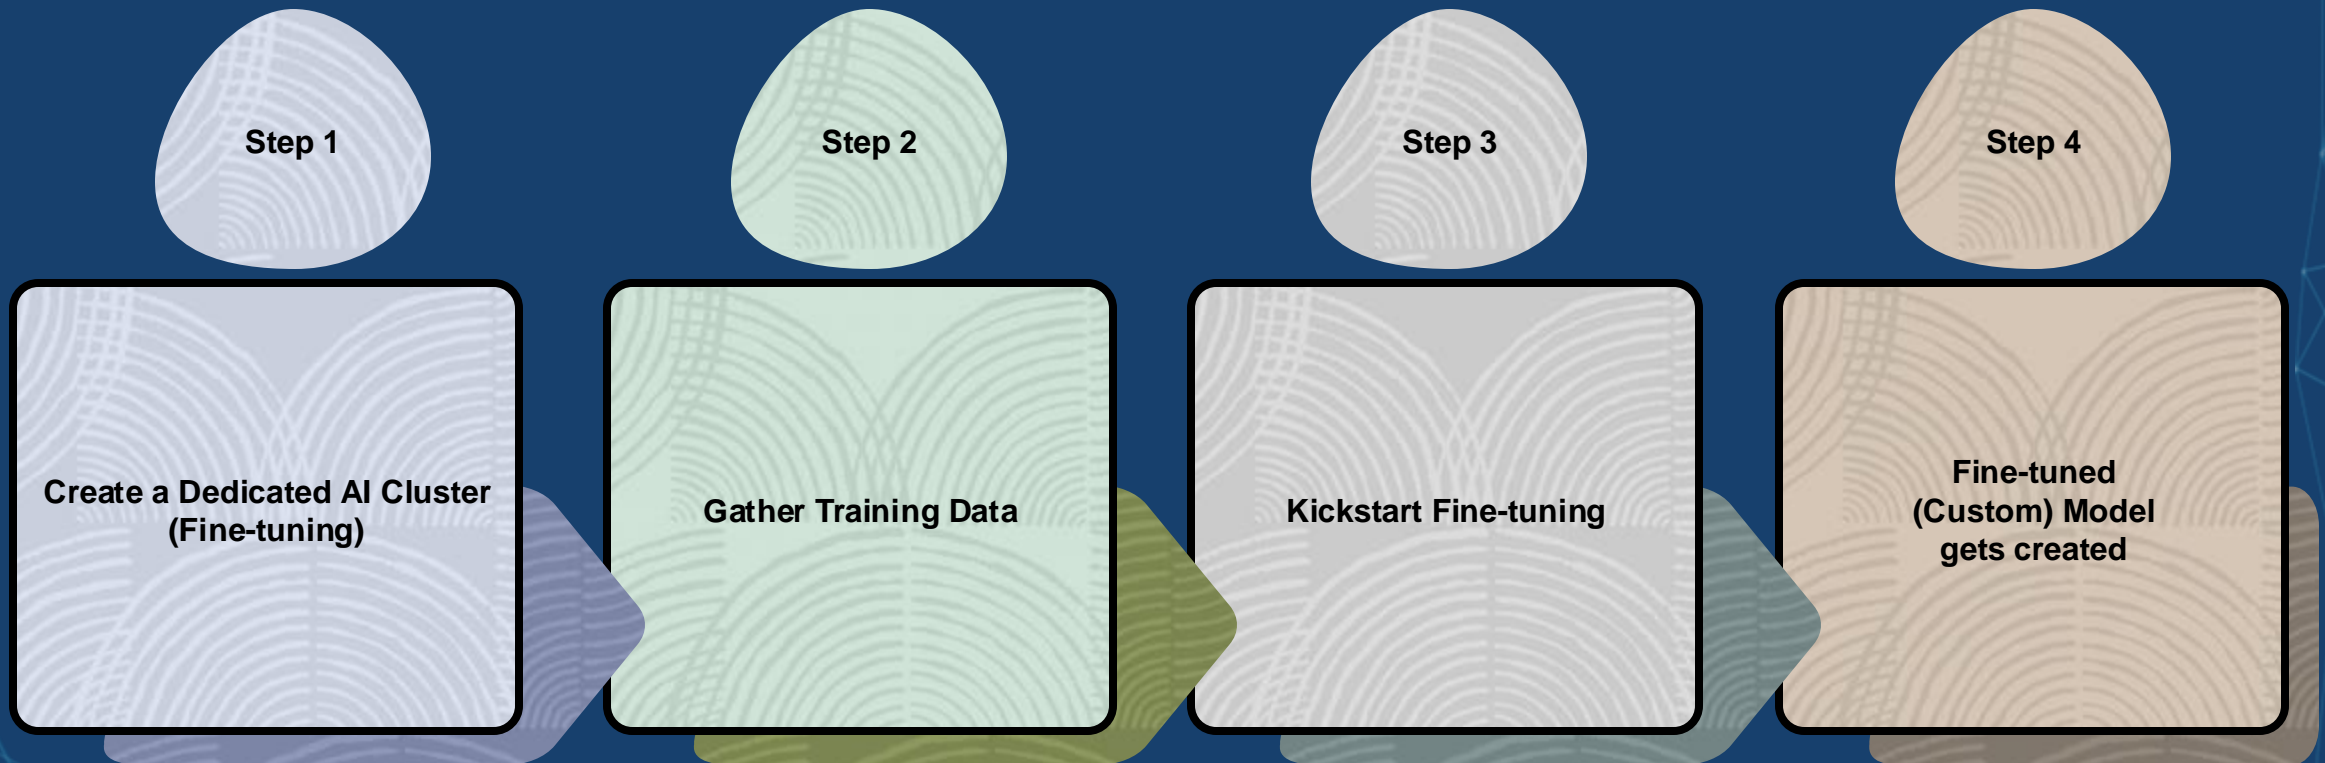 Step 1
Step 2
Step 3
Step 4
Create a Dedicated AI Cluster
(Fine-tuning)
Gather Training Data
Kickstart Fine-tuning
Fine-tuned
(Custom) Model
gets created